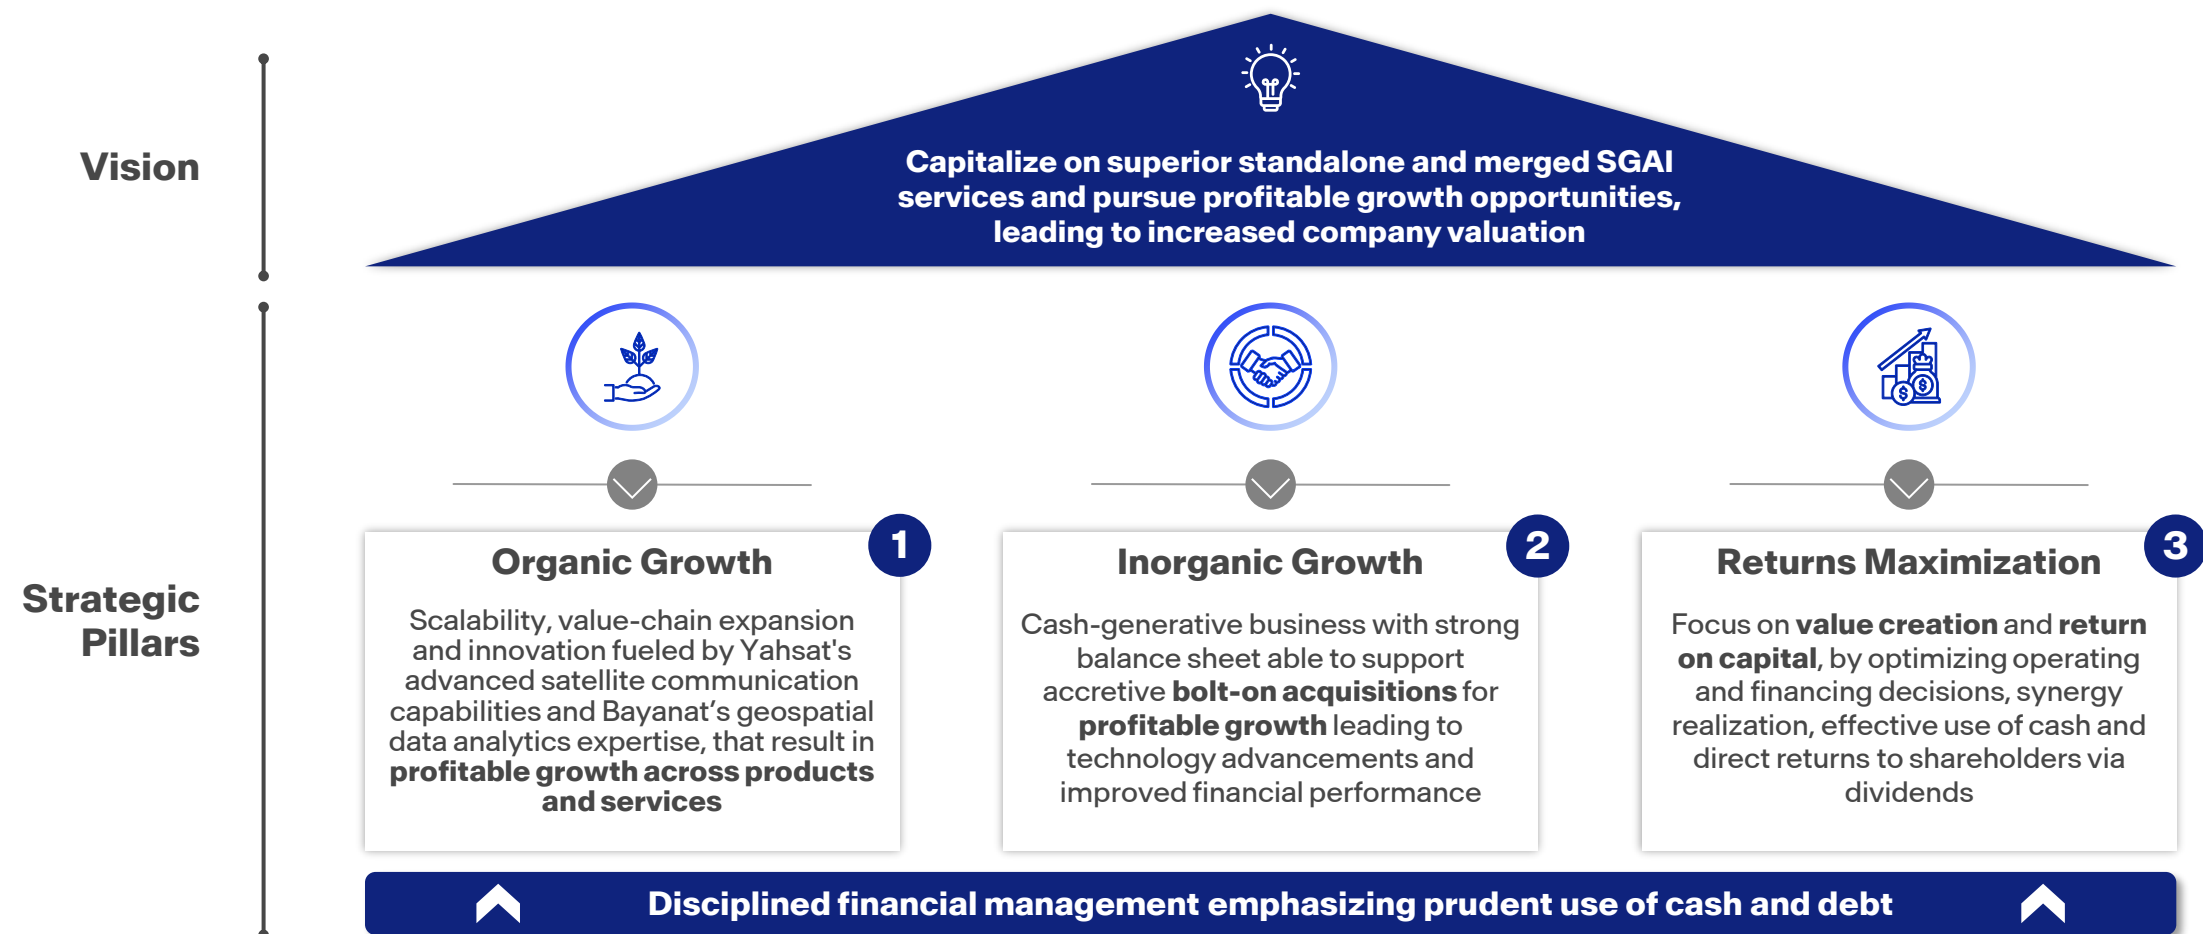 Vision
Capitalize on superior standalone and merged SGAI
services and pursue profitable growth opportunities,
leading to increased company valuation
Strategic
Pillars
1
Organic Growth
Scalability, value-chain expansion
and innovation fueled by Yahsat's
advanced satellite communication
capabilities and Bayanat’s geospatial
data analytics expertise, that result in
profitable growth across products
and services
2
Inorganic Growth
Cash-generative business with strong
balance sheet able to support
accretive bolt-on acquisitions for
profitable growth leading to
technology advancements and
improved financial performance
3
Returns Maximization
Focus on value creation and return
on capital, by optimizing operating
and financing decisions, synergy
realization, effective use of cash and
direct returns to shareholders via
dividends
Disciplined financial management emphasizing prudent use of cash and debt